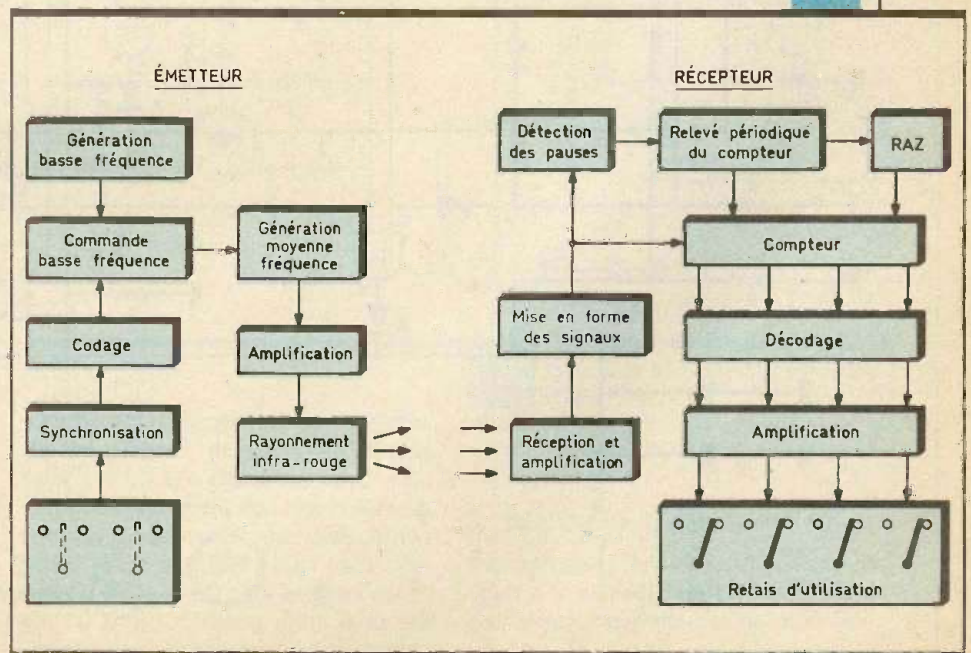 ÉMETTEUR
Génération
basse fréquence
Commande
basse fréquence
Codage
Synchronisation
Génération
moyenne
fréquence
Amplification
Rayonnement
infra-rouge
RÉCEPTEUR
Détection
des pauses
Relevé périodique
du compteur
RAZ
Compteur
Mise en forme
des signaux
Décodage
Réception et
amplification
Amplification
Relais d'utilisation